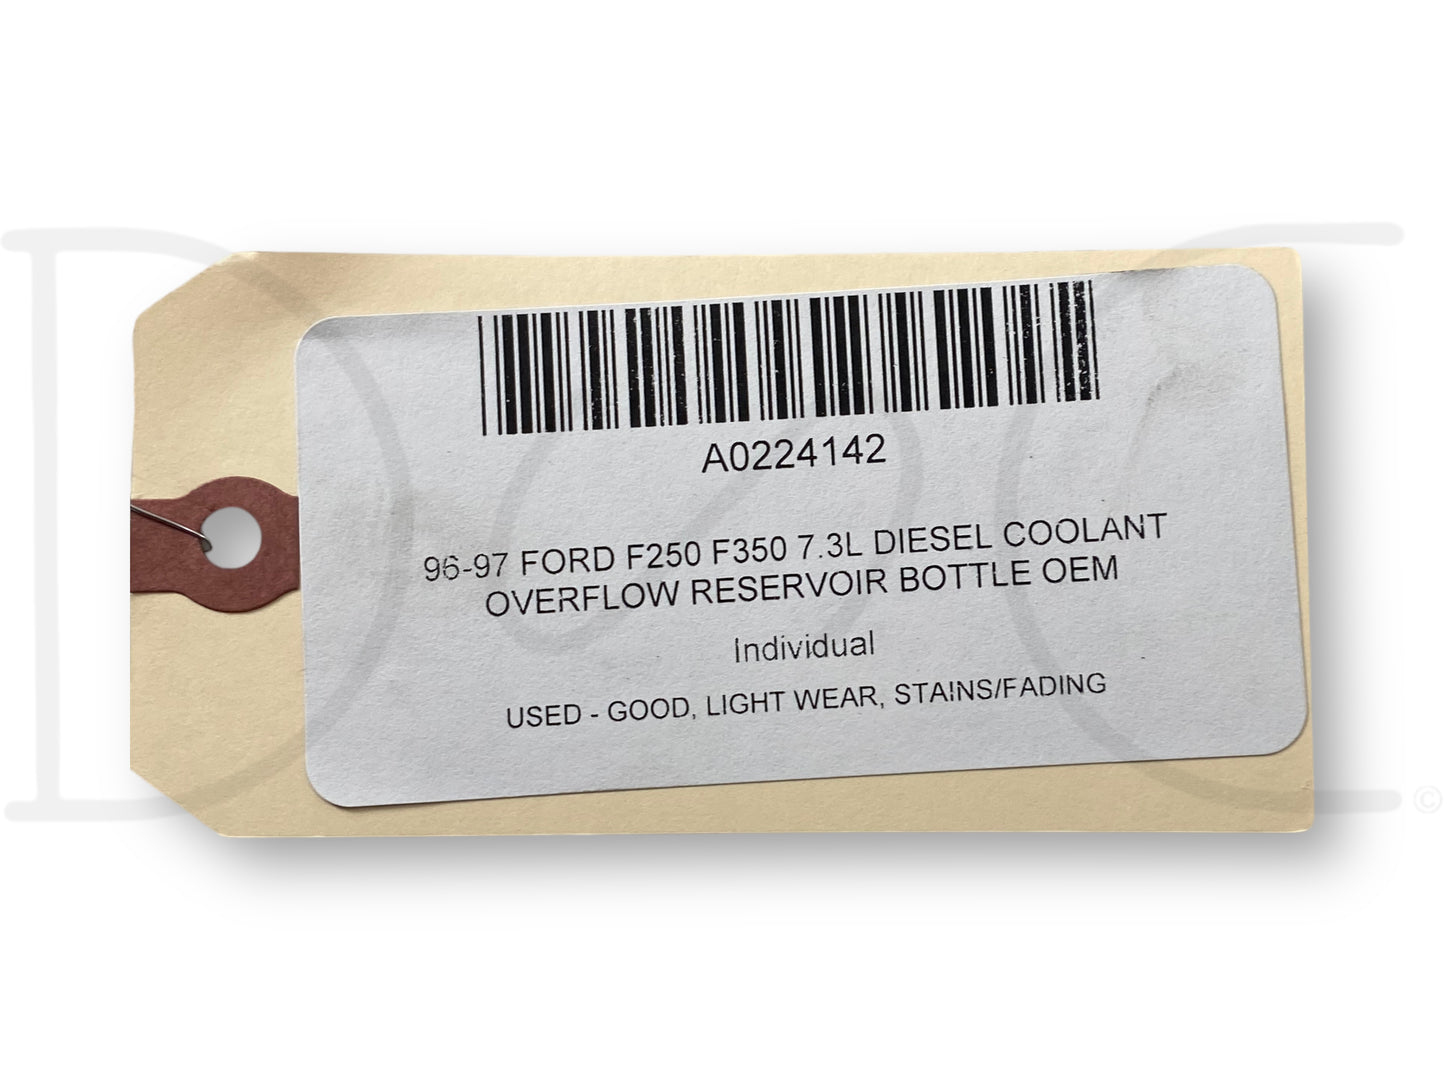 A0224142
96-97 FORD F250 F350 7.3L DIESEL COOLANT
OVERFLOW RESERVOIR BOTTLE OEM
Individual
USED - GOOD, LIGHT WEAR, STAINS/FADING
©